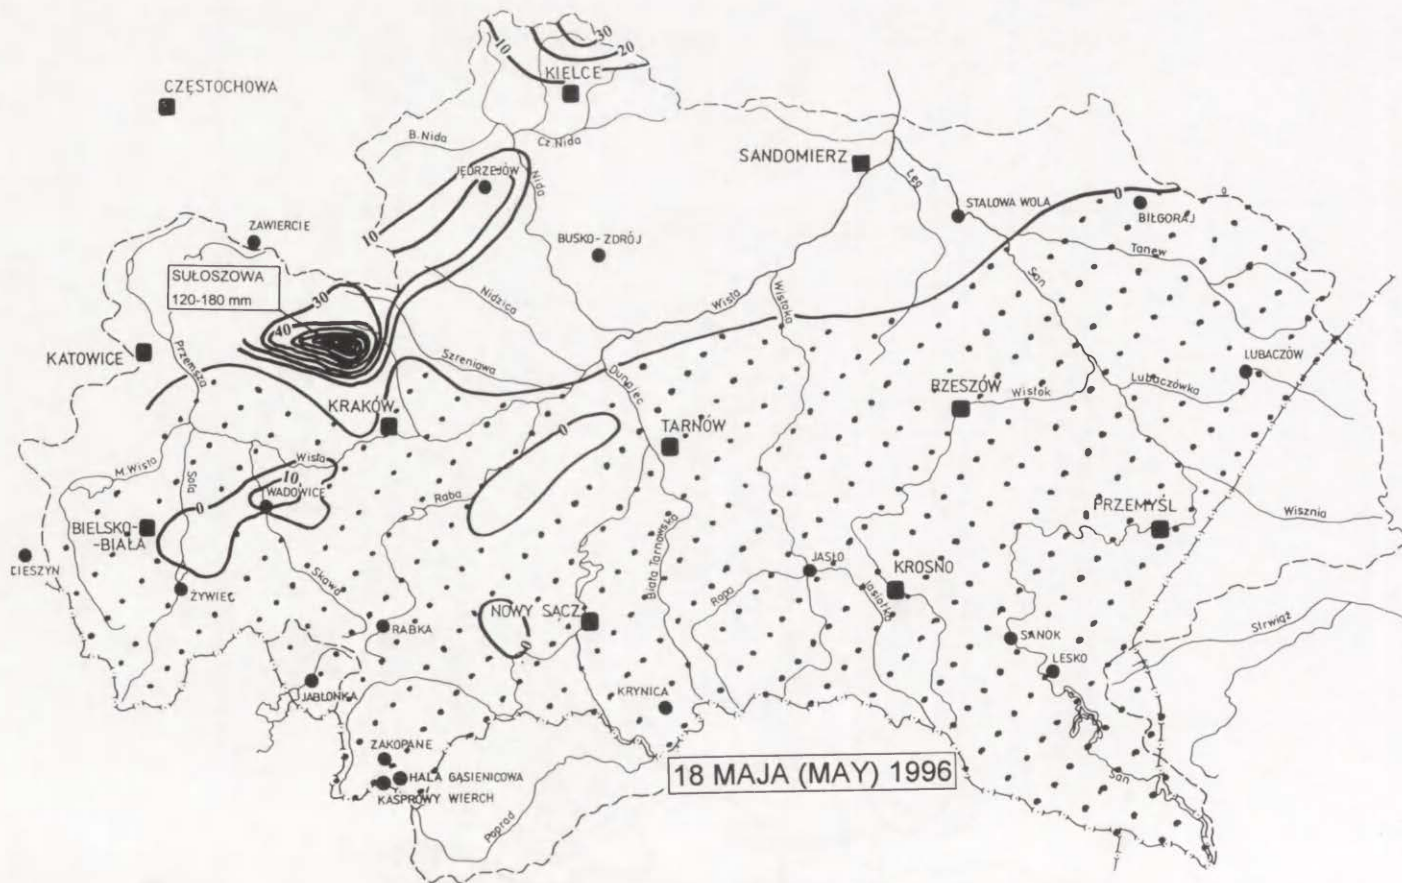 30
10
20
KIELCE
CZĘSTOCHOWA
B.Nida
Cz.Nida
SANDOMIERZ
JĘDRZEJÓW
Nida
Łęg
STALOWA WOLA
0
0
BIŁGORAJ
ZAWIERCIE
10
BUSKO-ZDRÓJ
Tanew
SUŁOSZOWA
120-180 mm
30
Nidzica
Wisła
Wisłoka
San
40
KATOWICE
Przemsza
Szreniawa
Dunajec
LUBACZÓW
RZESZÓW
Wisłok
Lubaczówka
KRAKÓW
0
TARNÓW
M.Wisła
Soła
Wisła
10
WADOWICE
Raba
0
PRZEMYŚL
Wisznia
BIELSKO-
-BIAŁA
CIESZYN
Skawa
Biała Tarnowska
JASŁO
KROSNO
Ropa
Jasiołka
ŻYWIEC
RABKA
NOWY SĄCZ
0
SANOK
Strwiąż
LESKO
JABŁONKA
KRYNICA
ZAKOPANE
HALA GĄSIENICOWA
KASPROWY WIERCH
18 MAJA (MAY) 1996
San
Poprad